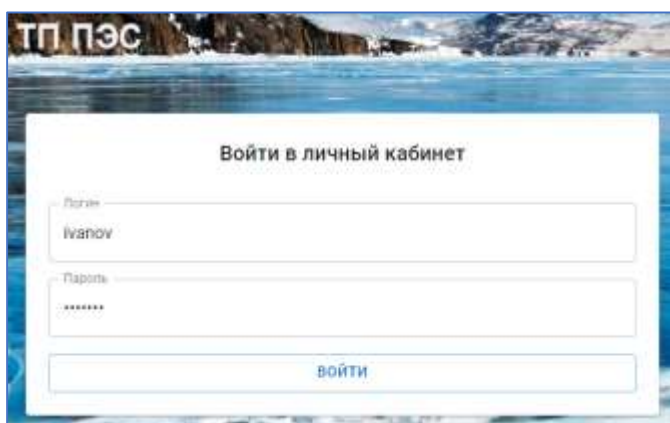 ТП ПЭС
Войти в личный кабинет
Логин
ivanov
Пароль
•••••••
ВОЙТИ